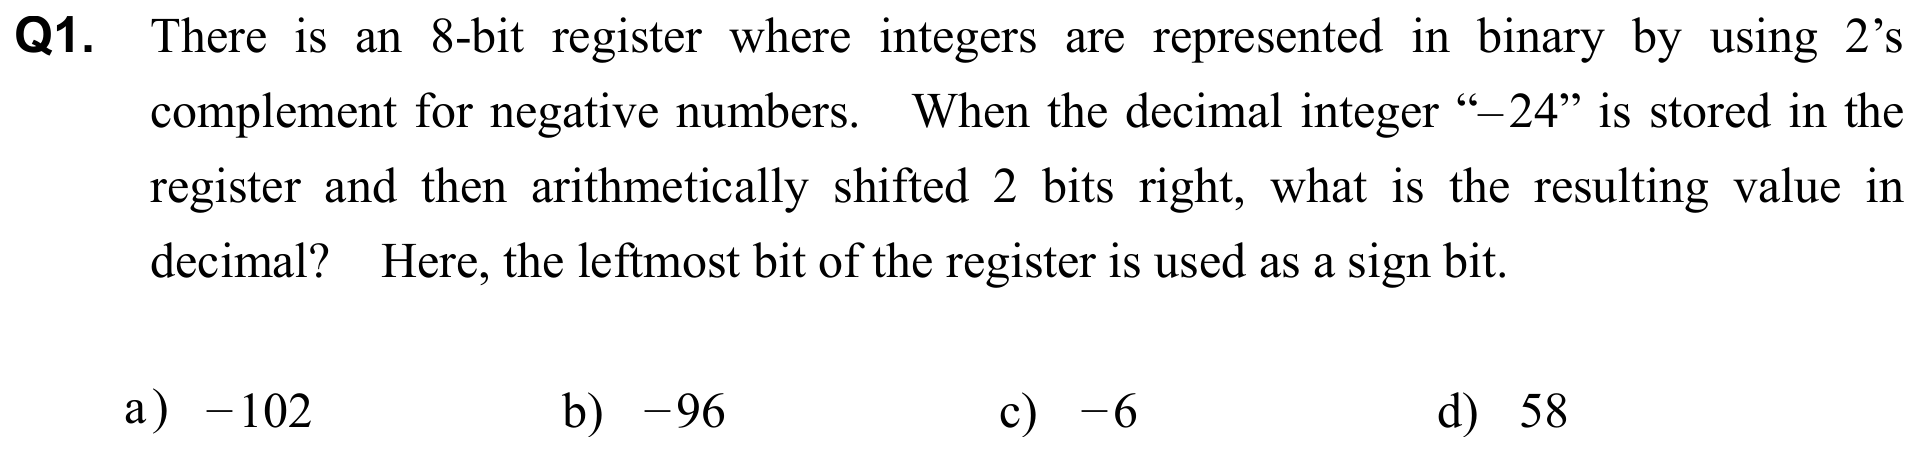 Q1. There is an 8-bit register where integers are represented in binary by using 2’s
complement for negative numbers. When the decimal integer “–24” is stored in the
register and then arithmetically shifted 2 bits right, what is the resulting value in
decimal? Here, the leftmost bit of the register is used as a sign bit.
a) –102 b) –96 c) –6 d) 58